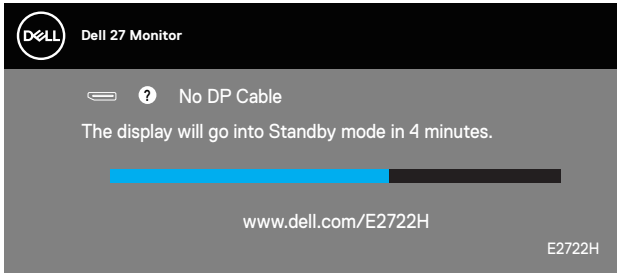 DELL
Dell 27 Monitor
? No DP Cable
The display will go into Standby mode in 4 minutes.
www.dell.com/E2722H
E2722H